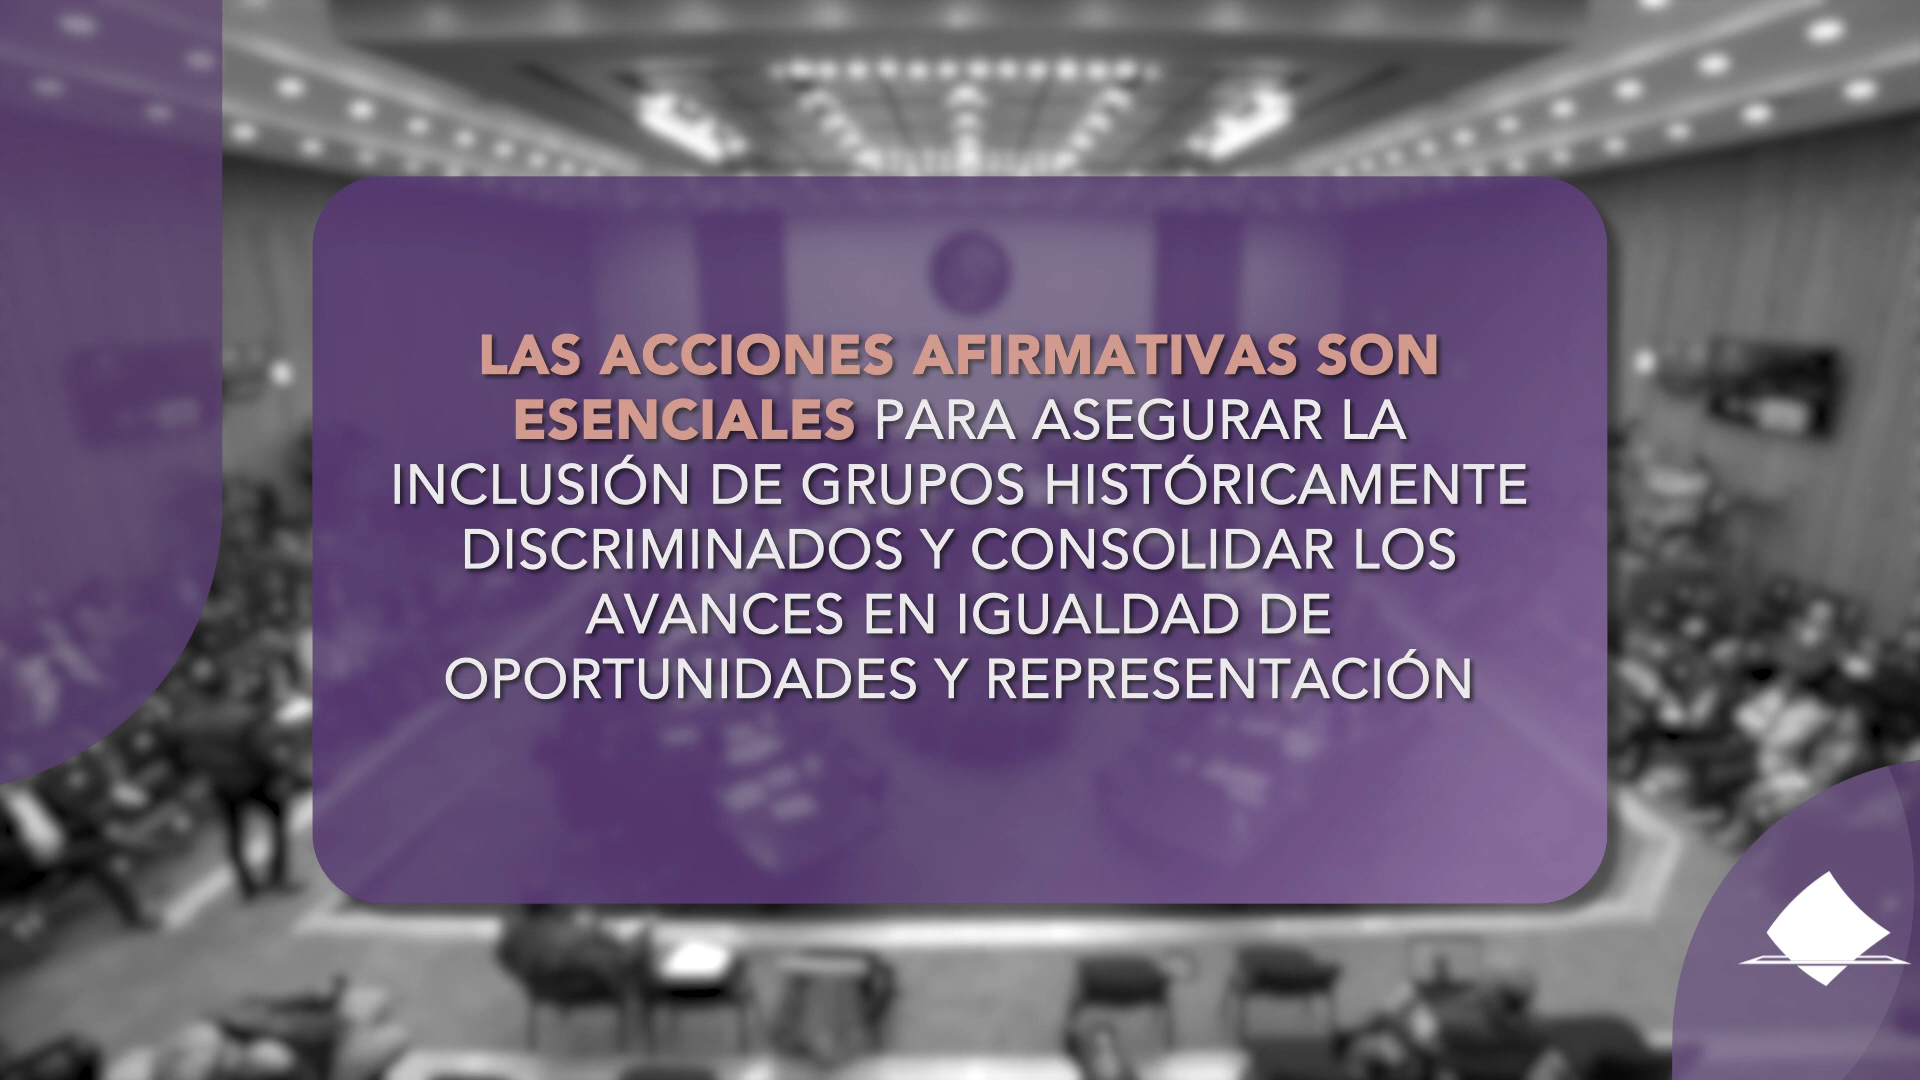 LAS ACCIONES AFIRMATIVAS SON
ESENCIALES PARA ASEGURAR LA
INCLUSIÓN DE GRUPOS HISTÓRICAMENTE
DISCRIMINADOS Y CONSOLIDAR LOS
AVANCES EN IGUALDAD DE
OPORTUNIDADES Y REPRESENTACIÓN